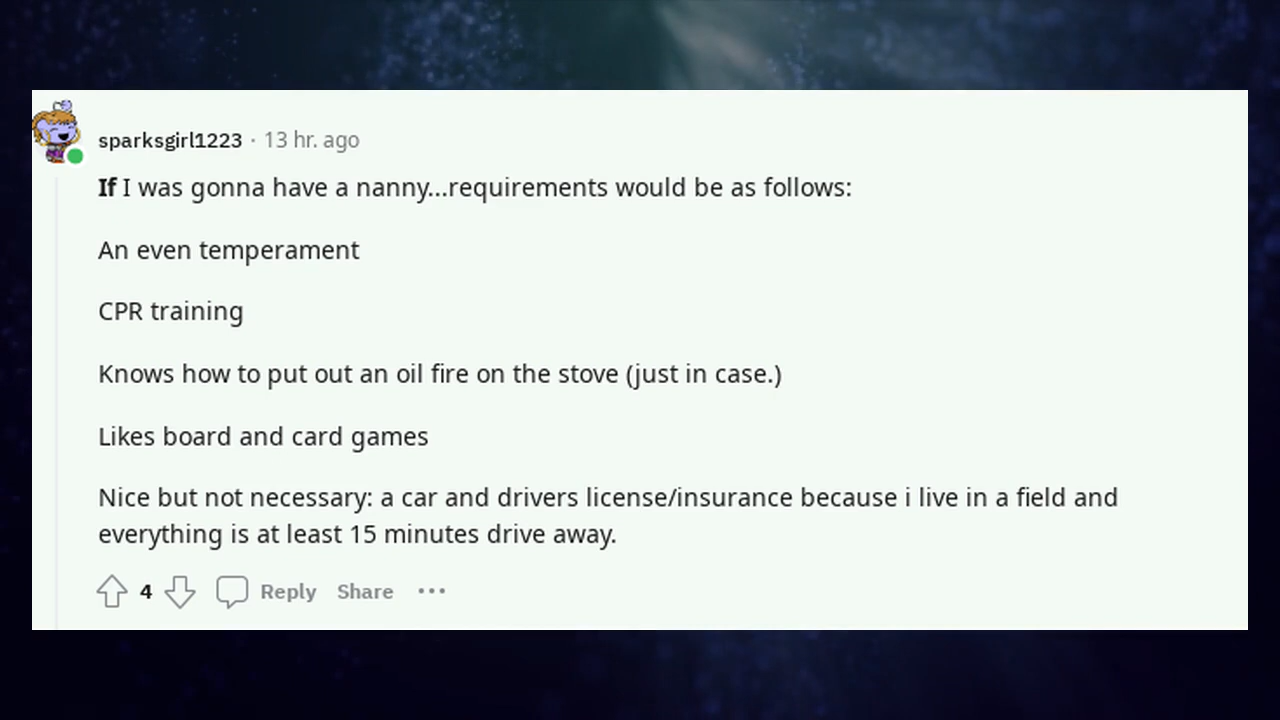 sparksgirl1223 · 13 hr. ago
If I was gonna have a nanny...requirements would be as follows:
An even temperament
CPR training
Knows how to put out an oil fire on the stove (just in case.)
Likes board and card games
Nice but not necessary: a car and drivers license/insurance because i live in a field and
everything is at least 15 minutes drive away.
4 Reply Share ···